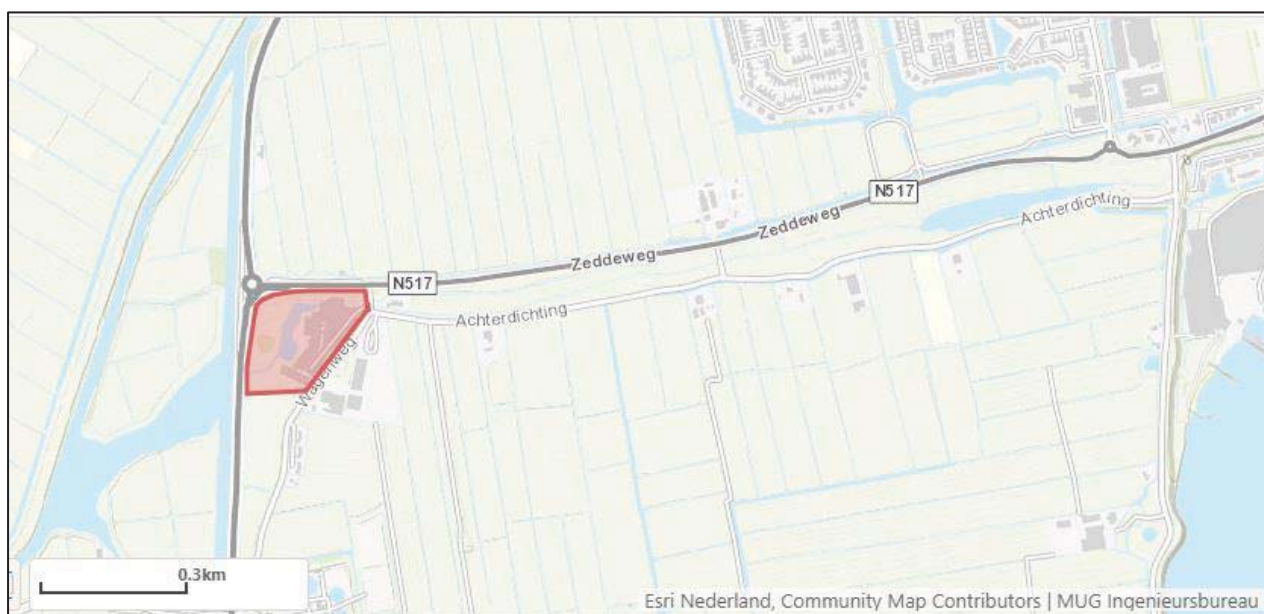 N517
Zeddeweg
Achterdichting
Zeddeweg
N517
Achterdichting
Wagenweg
0.3km
Esri Nederland, Community Map Contributors | MUG Ingenieursbureau